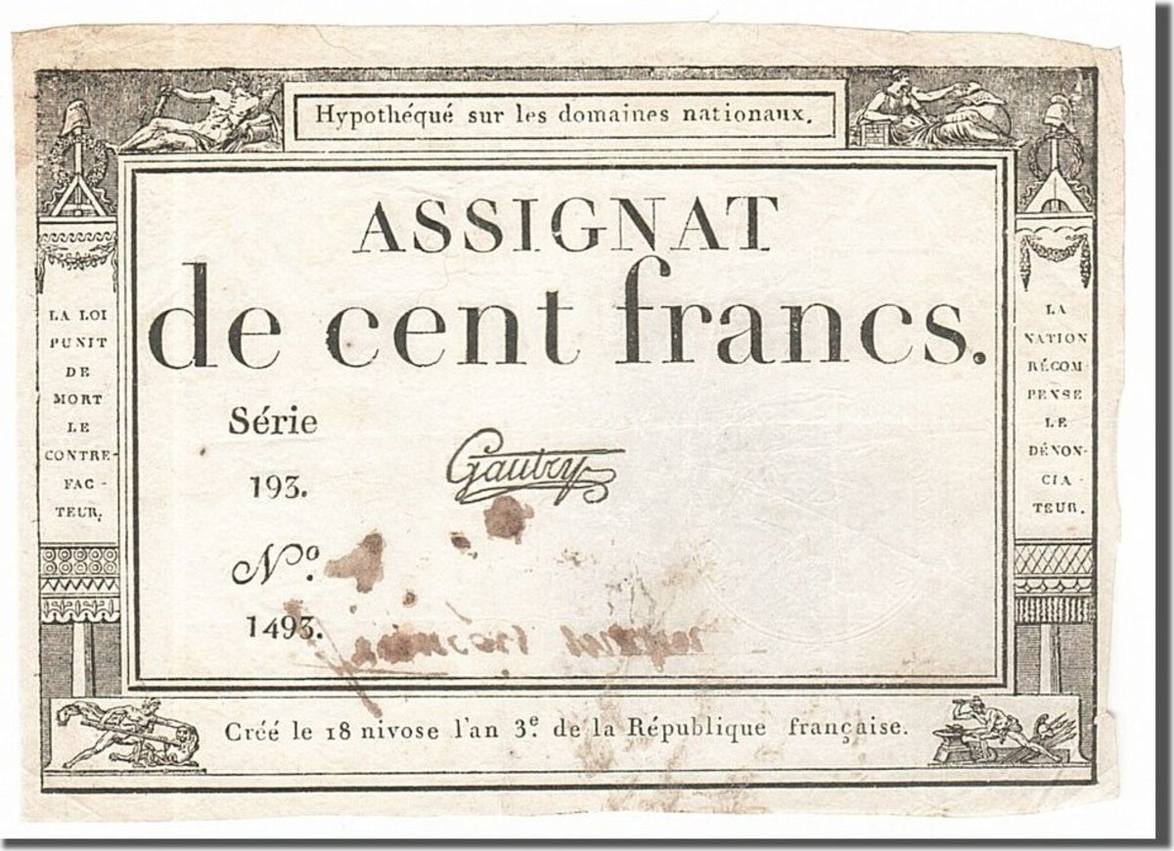 Hypothéqué sur les domaines nationaux.
ASSIGNAT
de cent francs.
LA LOI
PUNIT
DE
MORT
LE
CONTRE-
FAC-
TEUR.
Série
193.
Gautry
Nº.
1493.
LA
NATION
RÉCOM-
PENSE
LE
DÉNON-
CIA-
TEUR.
Créé le 18 nivose l'an 3e. de la République française.